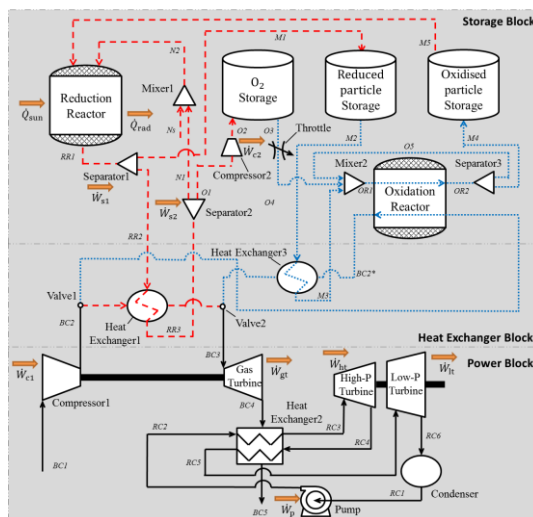 Storage Block
M1
M5
N2
Mixer1
O₂
Storage
Reduced
particle
Storage
Oxidised
particle
Storage
Reduction
Reactor
Q̇sun
Q̇rad
O2
O3
Throttle
Ẇc2
Compressor2
M2
M4
Ns
RR1
Separator1
Ẇs1
N1
O1
Ẇs2
Separator2
O4
O5
Mixer2
Separator3
OR1
OR2
Oxidation
Reactor
RR2
Heat
Exchanger3
BC2*
M3
Valve1
BC2
Heat
Exchanger1
RR3
Valve2
BC3
Heat Exchanger Block
Power Block
Ẇc1
Compressor1
Gas
Turbine
Ẇgt
Ẇht
High-P
Turbine
Low-P
Turbine
Ẇlt
BC4
Heat
Exchanger2
RC2
RC3
RC4
RC5
RC6
BC1
BC5
Ẇp
Pump
RC1
Condenser